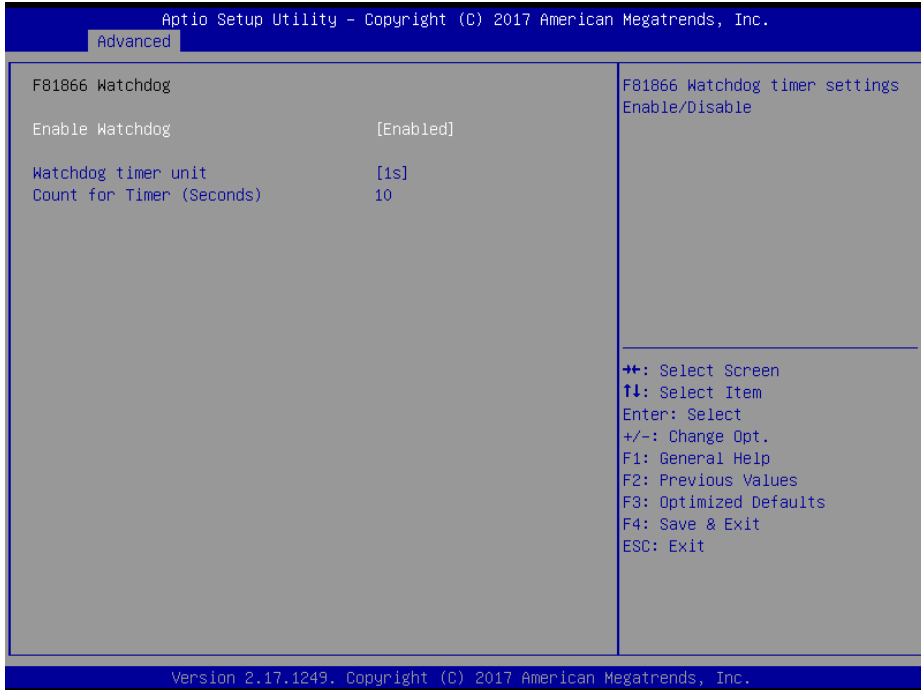 Aptio Setup Utility – Copyright (C) 2017 American Megatrends, Inc.
Advanced
F81866 Watchdog
Enable Watchdog [Enabled]
Watchdog timer unit [1s]
Count for Timer (Seconds) 10
F81866 Watchdog timer settings
Enable/Disable
→←: Select Screen
↑↓: Select Item
Enter: Select
+/-: Change Opt.
F1: General Help
F2: Previous Values
F3: Optimized Defaults
F4: Save & Exit
ESC: Exit
Version 2.17.1249. Copyright (C) 2017 American Megatrends, Inc.